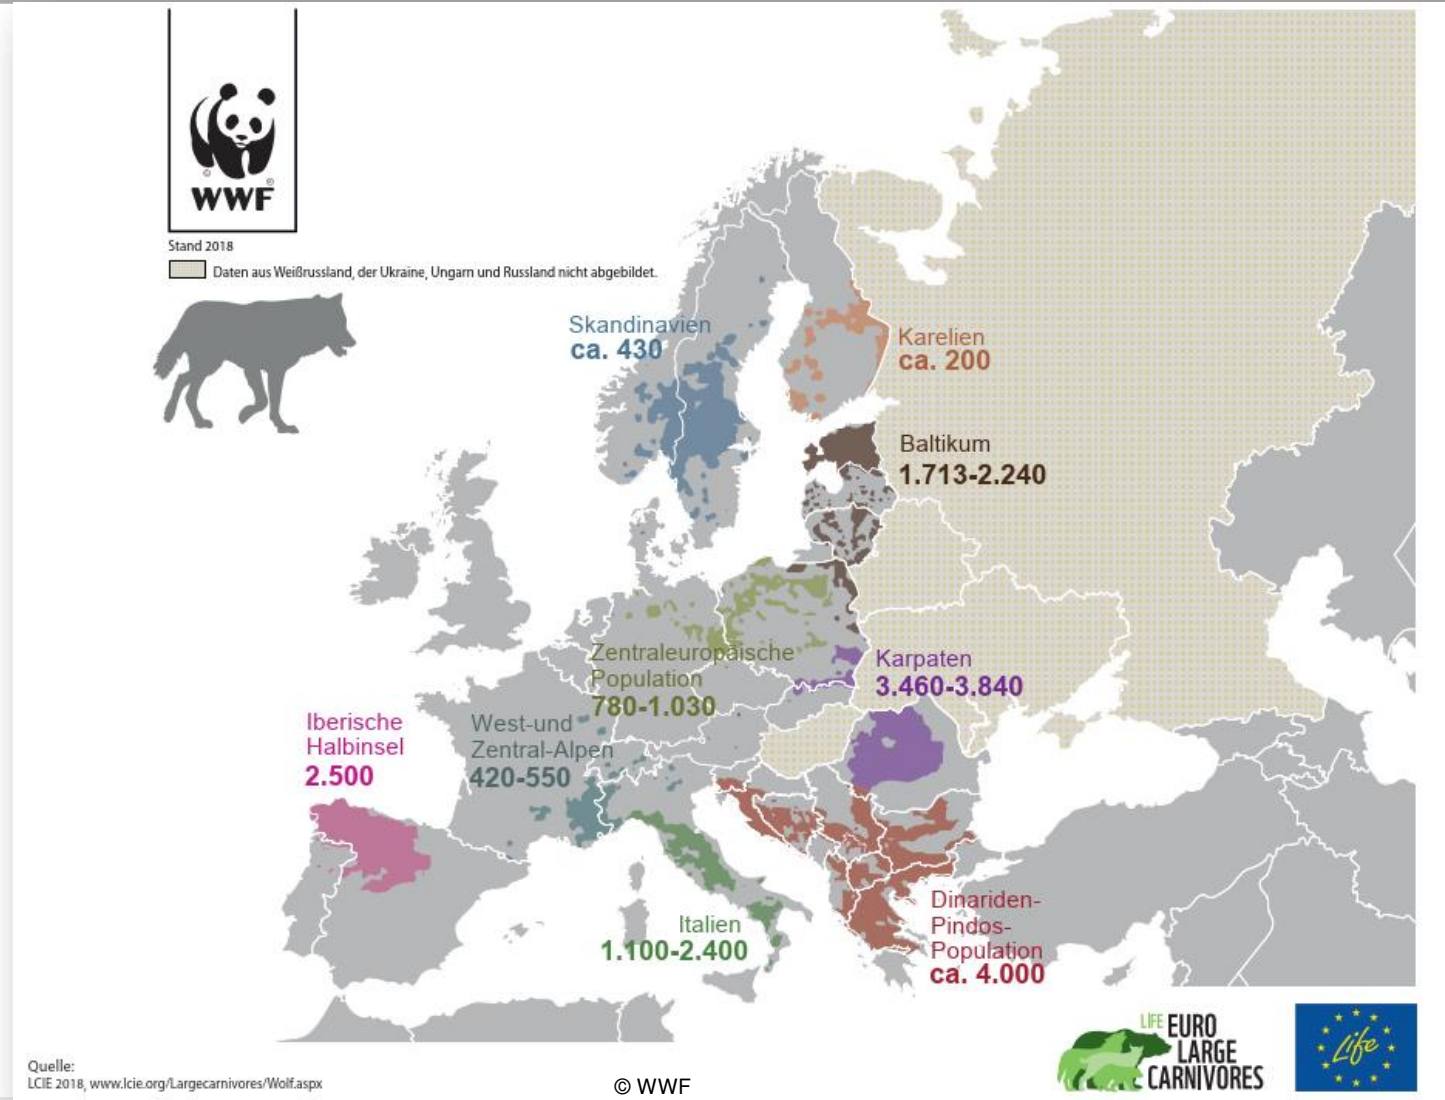 WWF
Stand 2018
Daten aus Weißrussland, der Ukraine, Ungarn und Russland nicht abgebildet.
Skandinavien
ca. 430
Karelien
ca. 200
Baltikum
1.713-2.240
Zentraleuropäische
Population
780-1.030
Karpaten
3.460-3.840
Iberische
Halbinsel
2.500
West-und
Zentral-Alpen
420-550
Italien
1.100-2.400
Dinariden-
Pindos-
Population
ca. 4.000
Quelle:
LCIE 2018, www.lcie.org/Largecarnivores/Wolf.aspx
© WWF
LIFE EURO
LARGE
CARNIVORES
Life